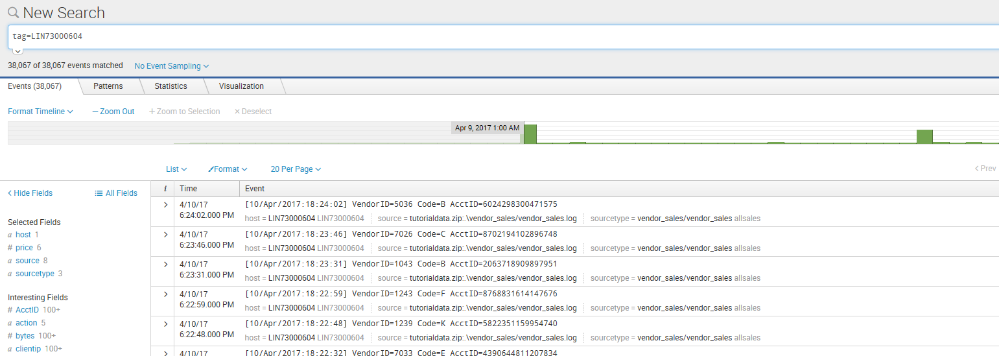 New Search
tag=LIN73000604
38,067 of 38,067 events matched No Event Sampling
Events (38,067) Patterns Statistics Visualization
Format Timeline — Zoom Out + Zoom to Selection × Deselect
Apr 9, 2017 1:00 AM
List Format 20 Per Page < Prev
< Hide Fields All Fields
i Time Event
Selected Fields
a host 1
# price 6
a source 8
a sourcetype 3
Interesting Fields
# AcctID 100+
a action 5
# bytes 100+
a clientip 100+
> 4/10/17 [10/Apr/2017:18:24:02] VendorID=5036 Code=B AcctID=6024298300471575
6:24:02.000 PM host = LIN73000604 LIN73000604 source = tutorialdata.zip:.\vendor_sales/vendor_sales.log sourcetype = vendor_sales/vendor_sales allsales
> 4/10/17 [10/Apr/2017:18:23:46] VendorID=7026 Code=C AcctID=8702194102896748
6:23:46.000 PM host = LIN73000604 LIN73000604 source = tutorialdata.zip:.\vendor_sales/vendor_sales.log sourcetype = vendor_sales/vendor_sales allsales
> 4/10/17 [10/Apr/2017:18:23:31] VendorID=1043 Code=B AcctID=2063718909897951
6:23:31.000 PM host = LIN73000604 LIN73000604 source = tutorialdata.zip:.\vendor_sales/vendor_sales.log sourcetype = vendor_sales/vendor_sales allsales
> 4/10/17 [10/Apr/2017:18:22:59] VendorID=1243 Code=F AcctID=8768831614147676
6:22:59.000 PM host = LIN73000604 LIN73000604 source = tutorialdata.zip:.\vendor_sales/vendor_sales.log sourcetype = vendor_sales/vendor_sales allsales
> 4/10/17 [10/Apr/2017:18:22:48] VendorID=1239 Code=K AcctID=5822351159954740
6:22:48.000 PM host = LIN73000604 LIN73000604 source = tutorialdata.zip:.\vendor_sales/vendor_sales.log sourcetype = vendor_sales/vendor_sales allsales
> 4/10/17 [10/Apr/2017:18:22:32] VendorID=7033 Code=E AcctID=4390644811207834